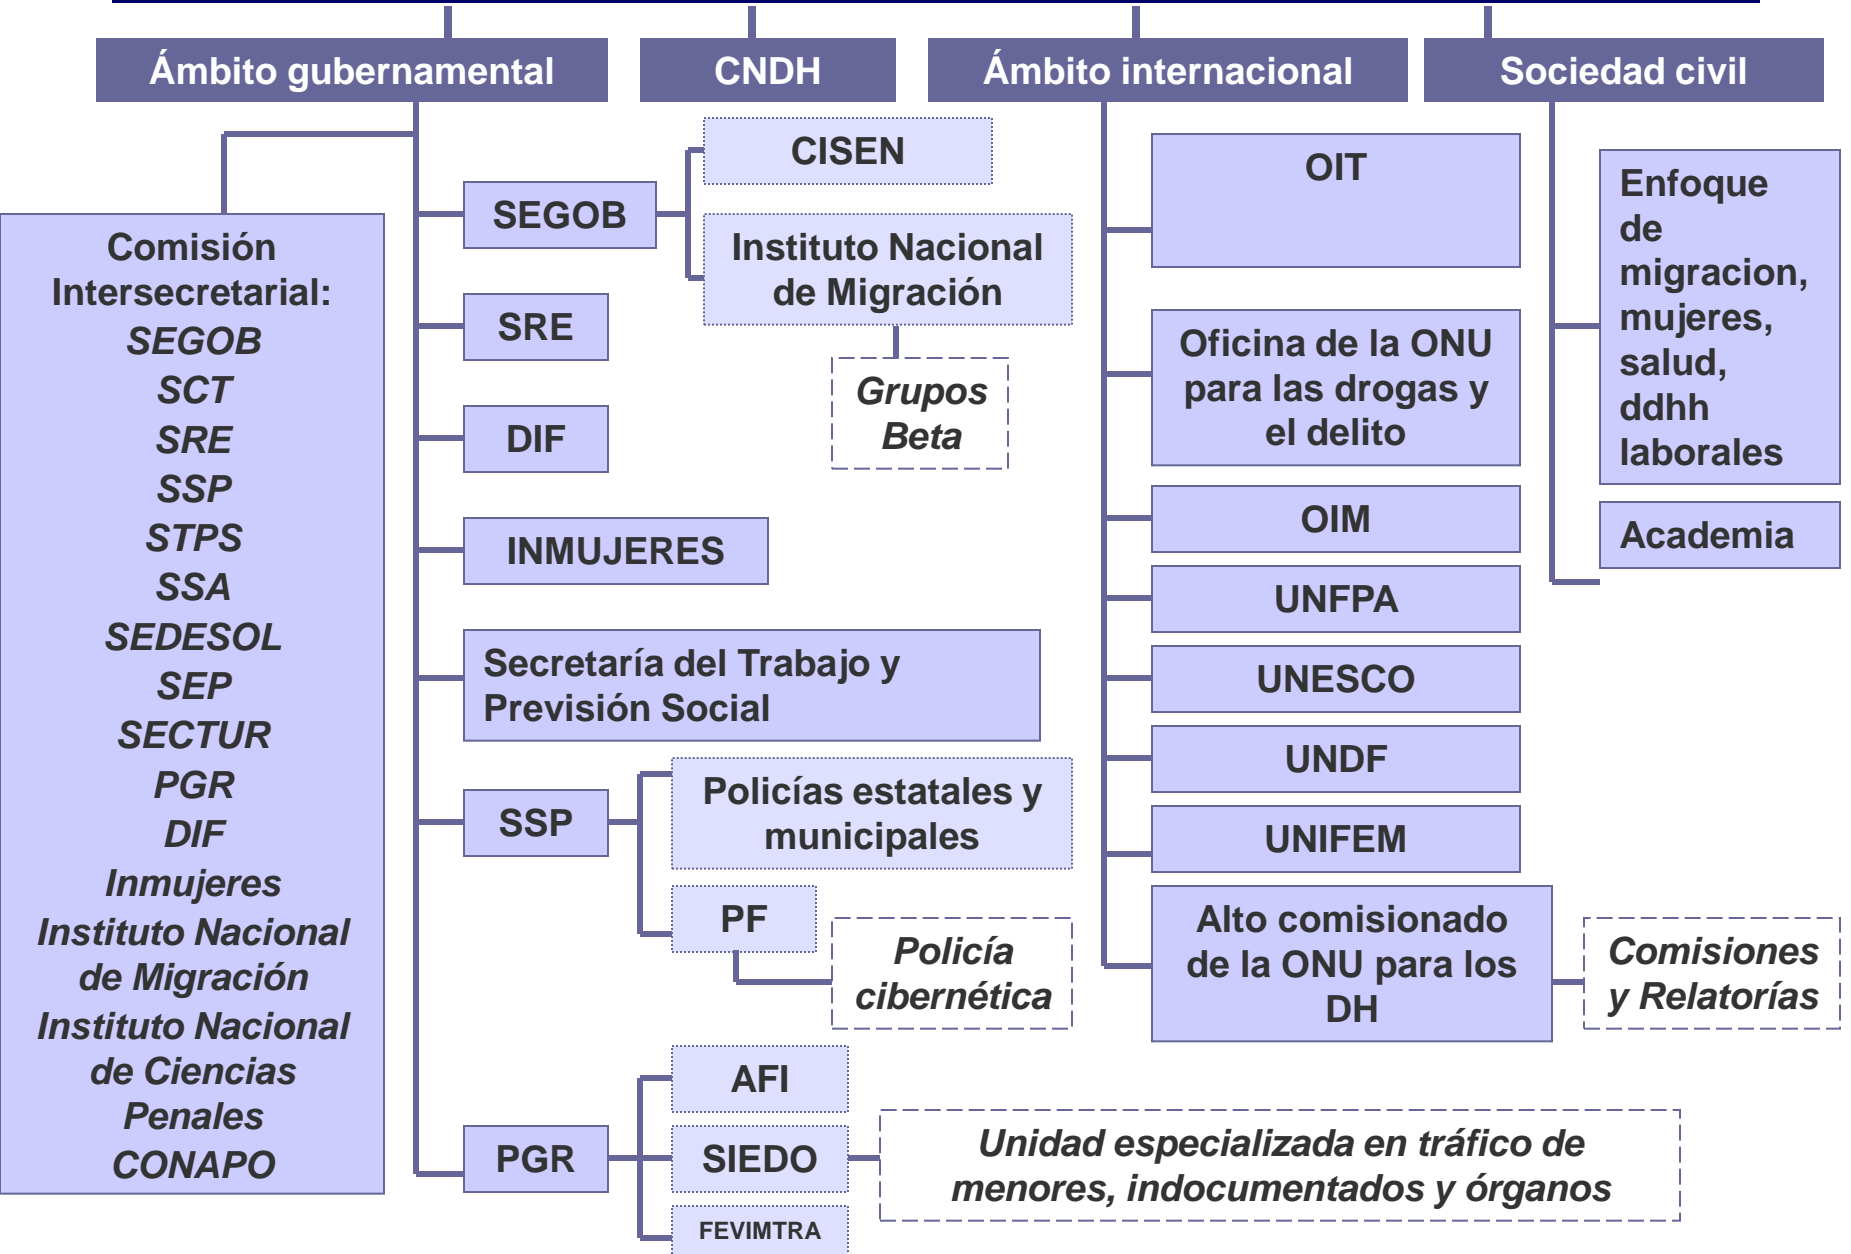 Ámbito gubernamental
CNDH
Ámbito internacional
Sociedad civil
Comisión
Intersecretarial:
SEGOB
SCT
SRE
SSP
STPS
SSA
SEDESOL
SEP
SECTUR
PGR
DIF
Inmujeres
Instituto Nacional
de Migración
Instituto Nacional
de Ciencias
Penales
CONAPO
SEGOB
CISEN
Instituto Nacional
de Migración
Grupos
Beta
SRE
DIF
INMUJERES
Secretaría del Trabajo y
Previsión Social
SSP
Policías estatales y
municipales
PF
Policía
cibernética
PGR
AFI
SIEDO
Unidad especializada en tráfico de
menores, indocumentados y órganos
FEVIMTRA
OIT
Oficina de la ONU
para las drogas y
el delito
OIM
UNFPA
UNESCO
UNDF
UNIFEM
Alto comisionado
de la ONU para los
DH
Comisiones
y Relatorías
Enfoque
de
migracion,
mujeres,
salud,
ddhh
laborales
Academia